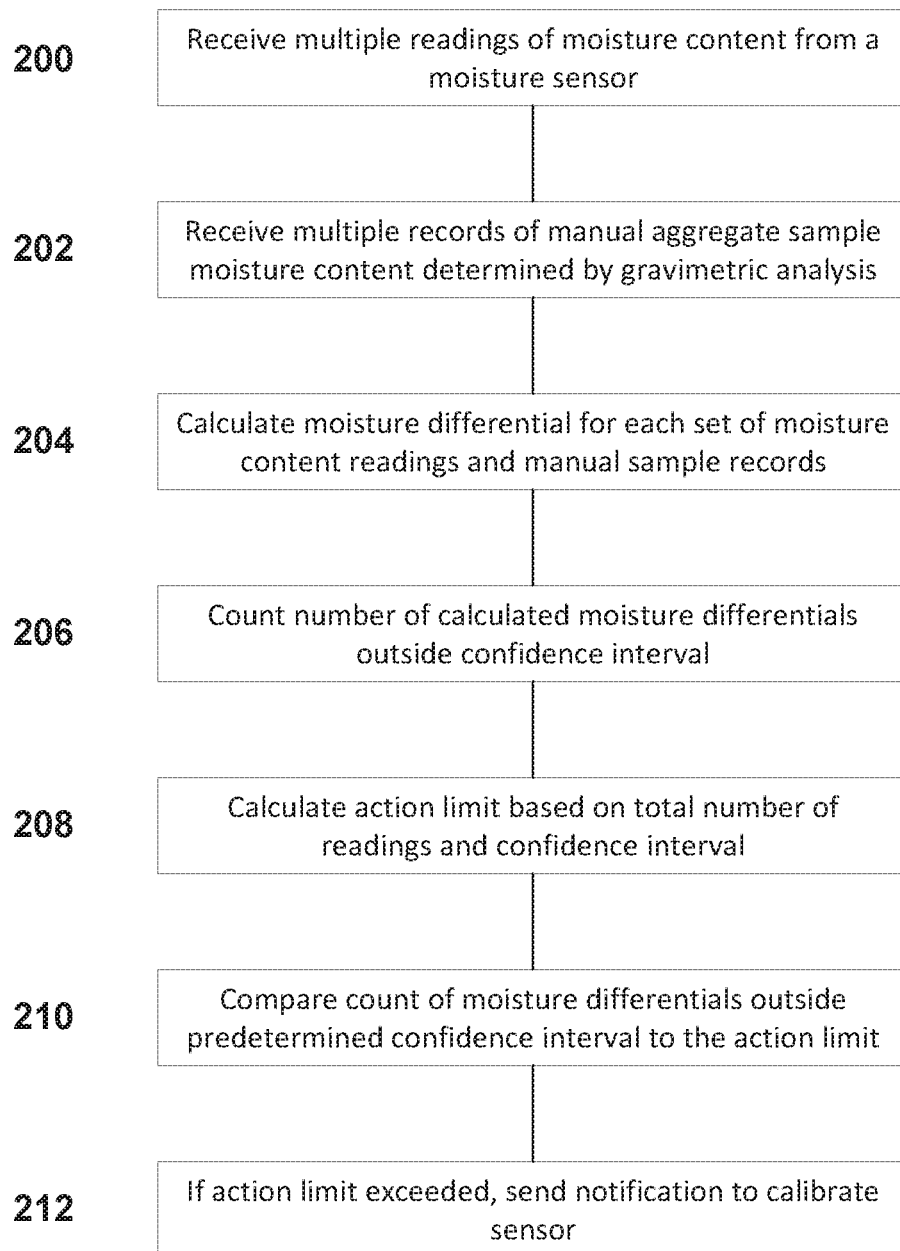 200
Receive multiple readings of moisture content from a
moisture sensor
202
Receive multiple records of manual aggregate sample
moisture content determined by gravimetric analysis
204
Calculate moisture differential for each set of moisture
content readings and manual sample records
206
Count number of calculated moisture differentials
outside confidence interval
208
Calculate action limit based on total number of
readings and confidence interval
210
Compare count of moisture differentials outside
predetermined confidence interval to the action limit
212
If action limit exceeded, send notification to calibrate
sensor